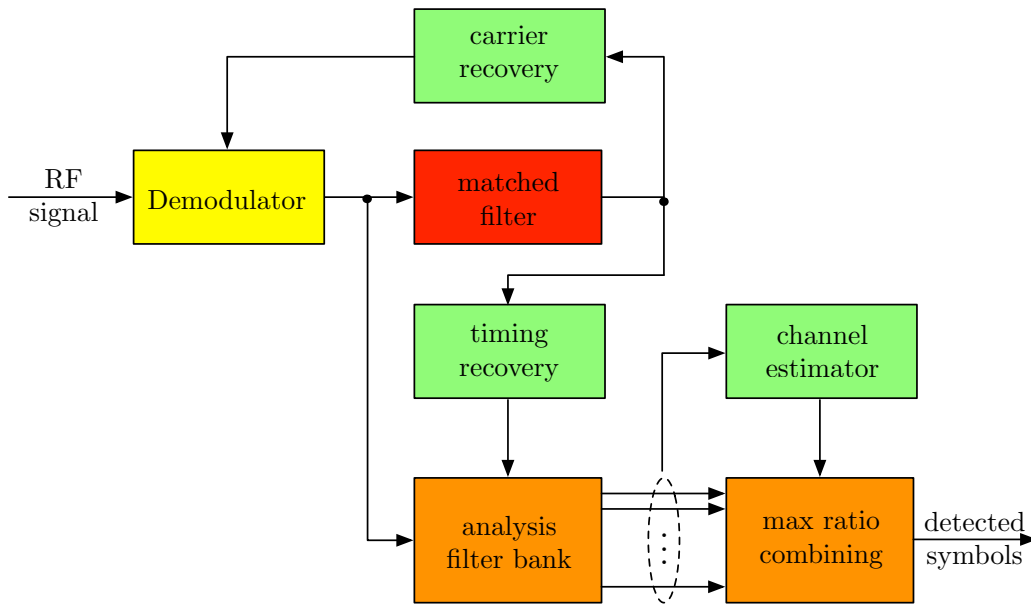 carrier
recovery
RF
signal
Demodulator
matched
filter
timing
recovery
channel
estimator
analysis
filter bank
max ratio
combining
detected
symbols